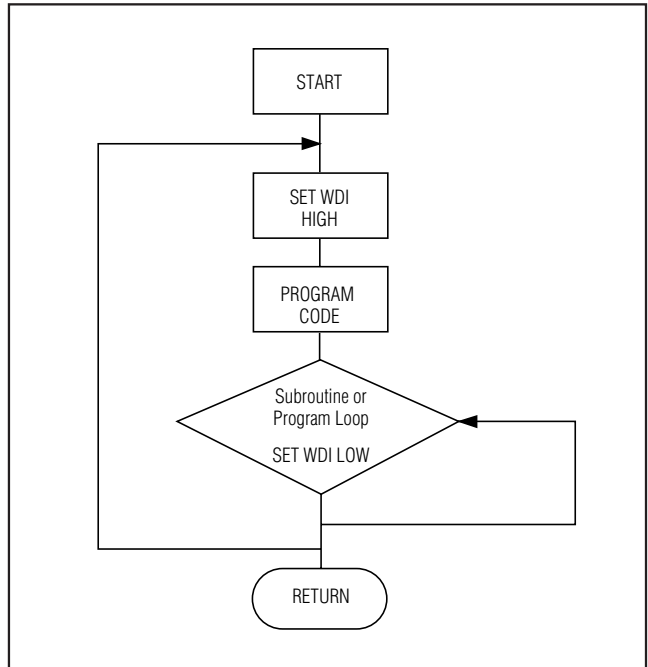 START
SET WDI
HIGH
PROGRAM
CODE
Subroutine or
Program Loop
SET WDI LOW
RETURN